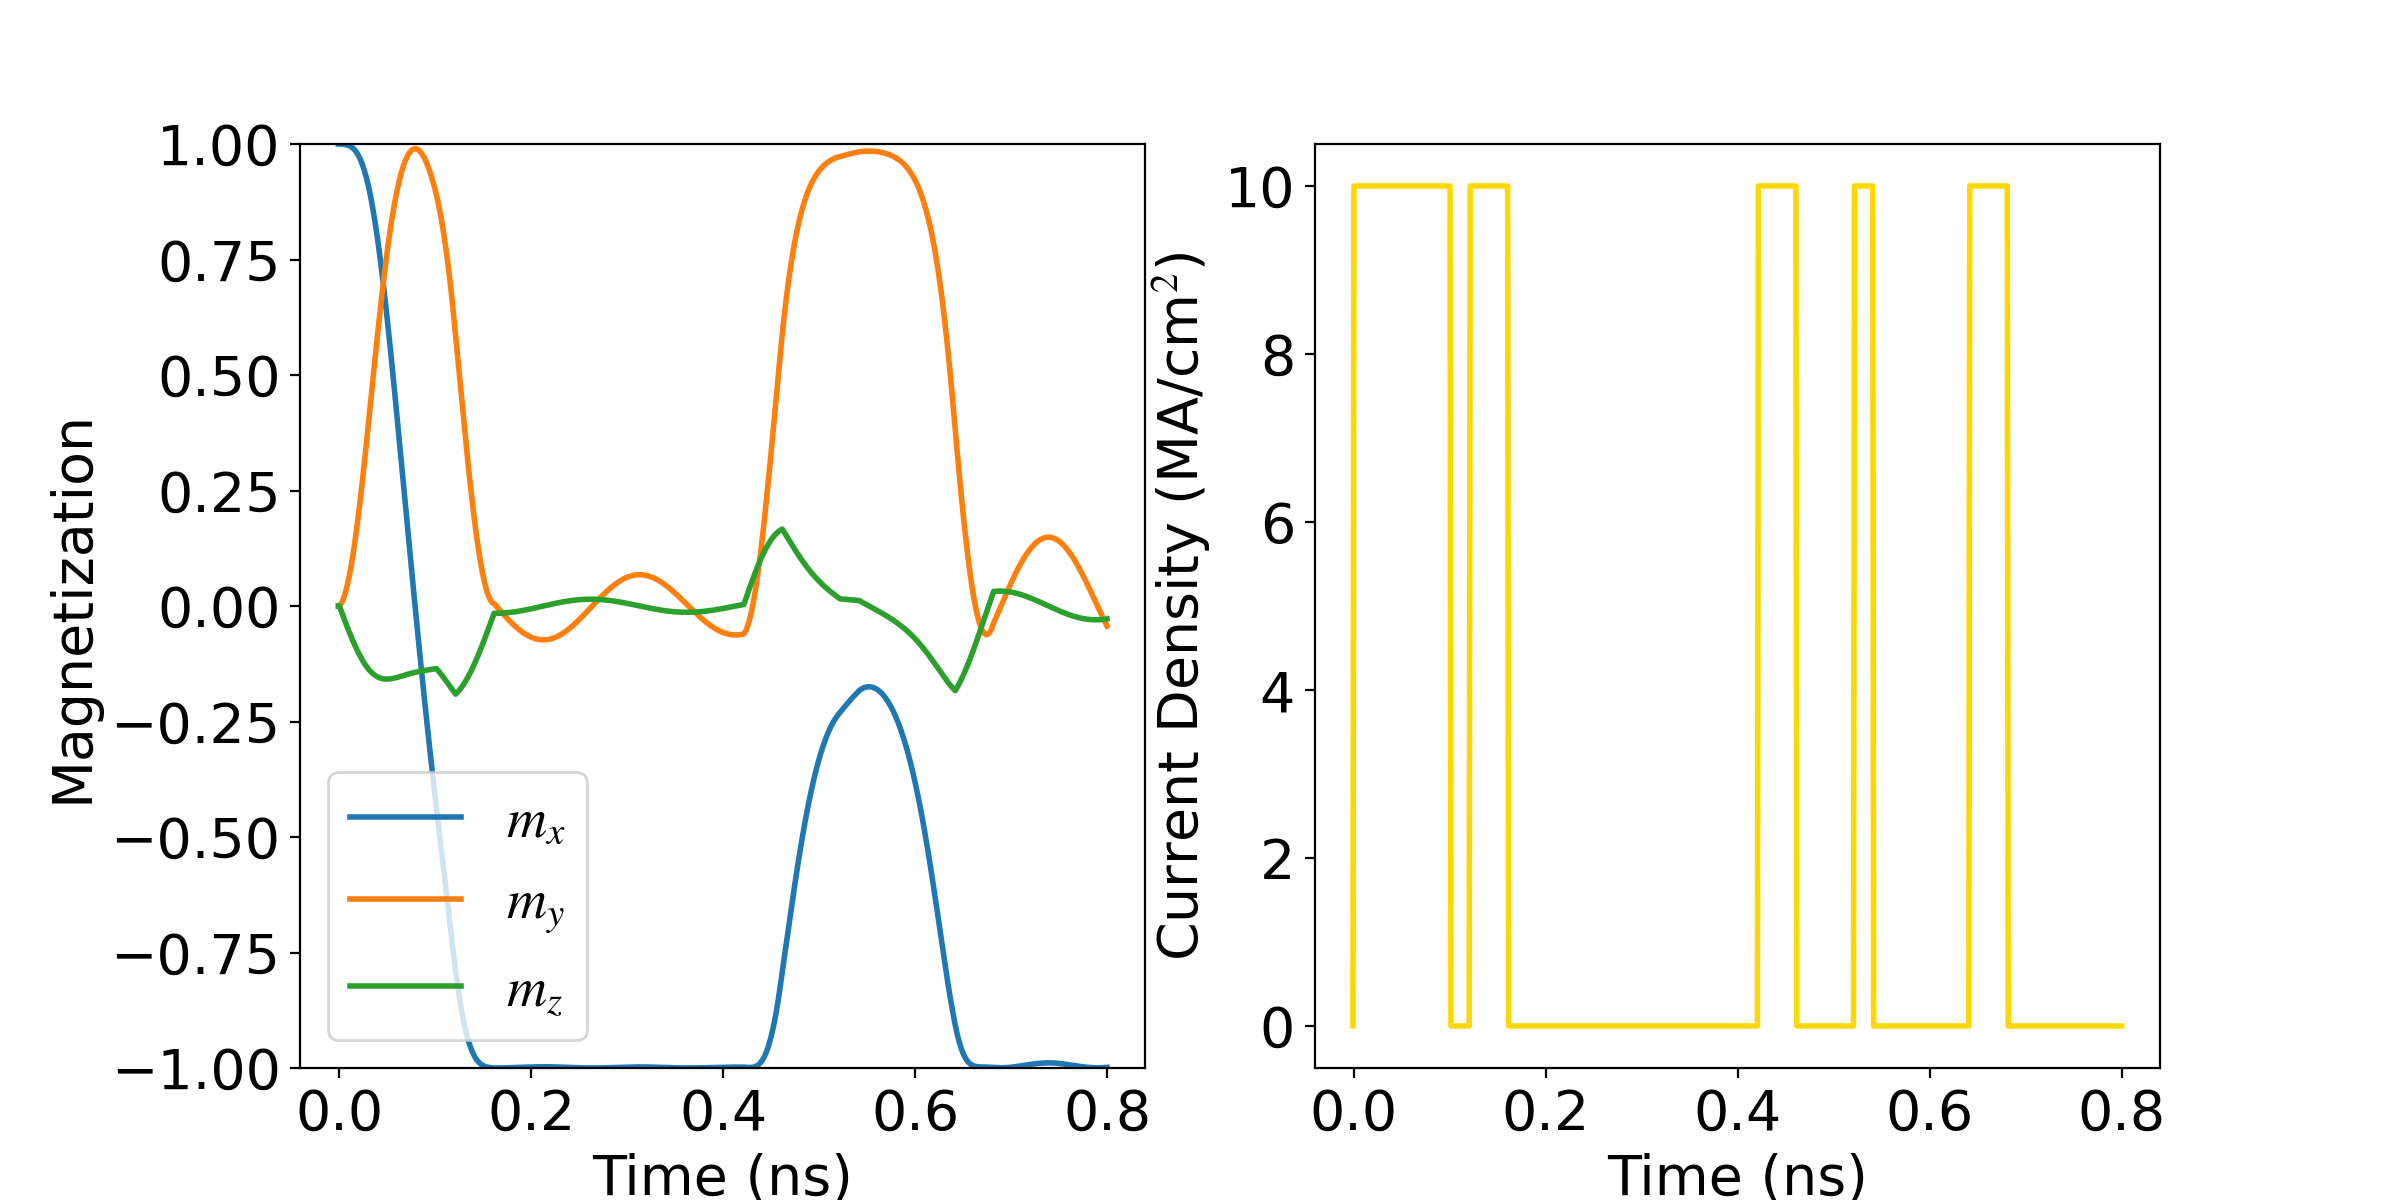 Magnetization
1.00
0.75
0.50
0.25
0.00
−0.25
−0.50
−0.75
−1.00
m_x
m_y
m_z
0.0 0.2 0.4 0.6 0.8
Time (ns)
Current Density (MA/cm²)
10
8
6
4
2
0
0.0 0.2 0.4 0.6 0.8
Time (ns)